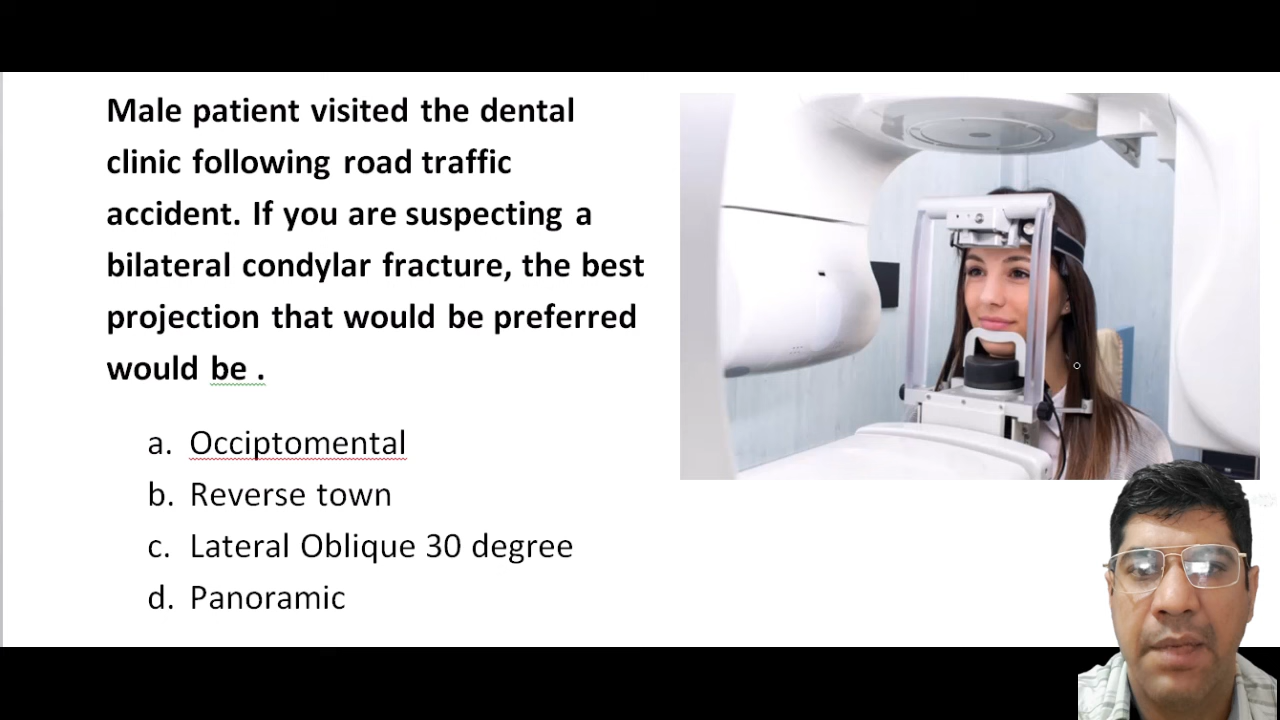 Male patient visited the dental
clinic following road traffic
accident. If you are suspecting a
bilateral condylar fracture, the best
projection that would be preferred
would be .
a. Occiptomental
b. Reverse town
c. Lateral Oblique 30 degree
d. Panoramic